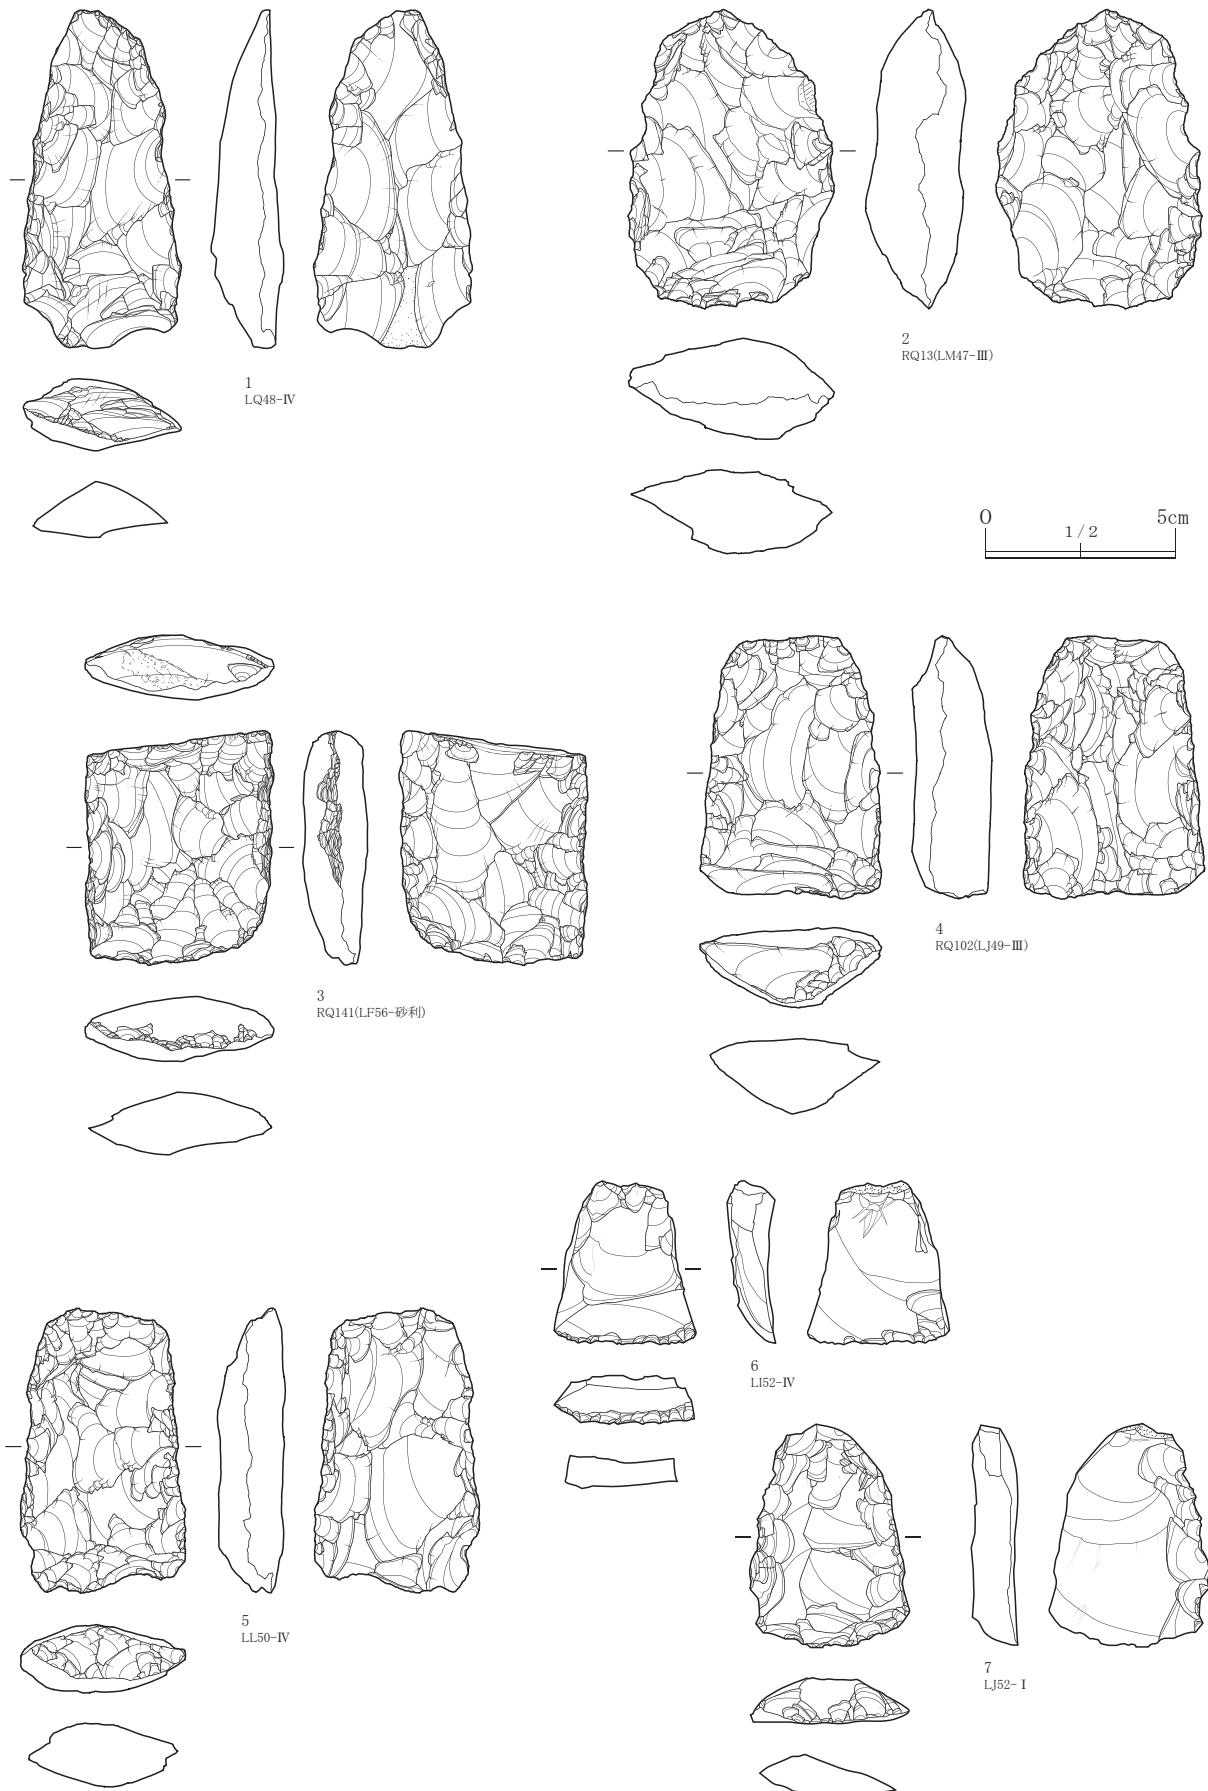 1
LQ48-Ⅳ
2
RQ13(LM47-Ⅲ)
0 5cm
1/2
3
RQ141(LF56-砂利)
4
RQ102(LJ49-Ⅲ)
5
LL50-Ⅳ
6
LI52-Ⅳ
7
LJ52-Ⅰ